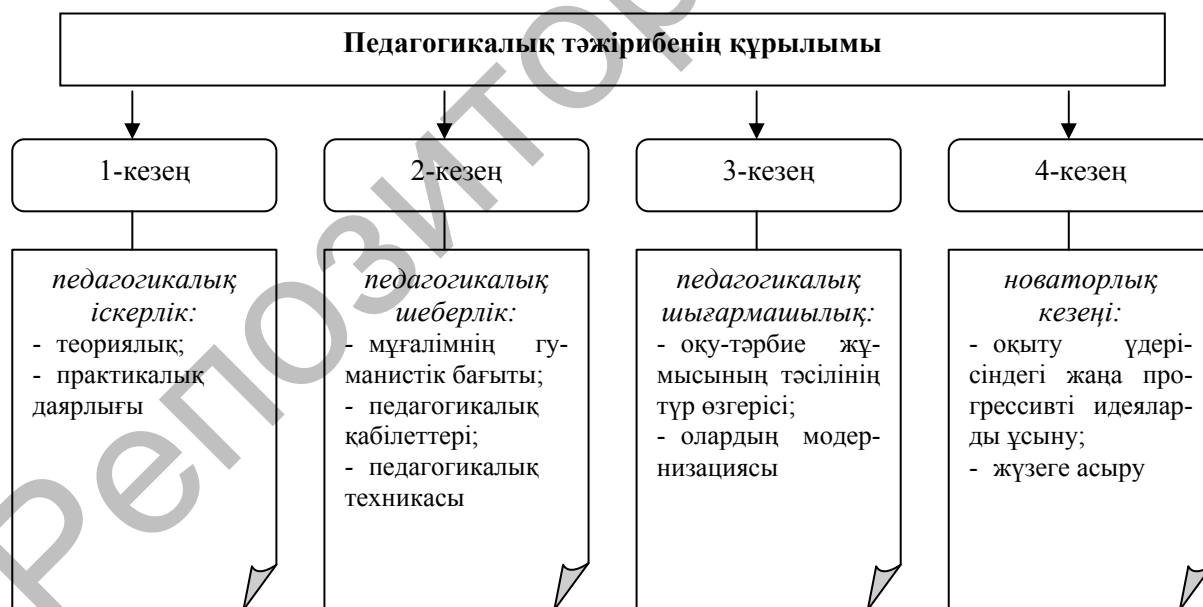 Педагогикалық тәжірибенің құрылымы
1-кезең
2-кезең
3-кезең
4-кезең
педагогикалық
іскерлік:
- теориялық;
- практикалық
даярлығы
педагогикалық
шеберлік:
- мұғалімнің гу-
манистік бағыты;
- педагогикалық
қабілеттері;
- педагогикалық
техникасы
педагогикалық
шығармашылық:
- оқу-тәрбие жұ-
мысының тәсілінің
түр өзгерісі;
- олардың модер-
низациясы
новаторлық
кезеңі:
- оқыту үдері-
сіндегі жаңа про-
грессивті идеялар-
ды ұсыну;
- жүзеге асыру
Репозитор